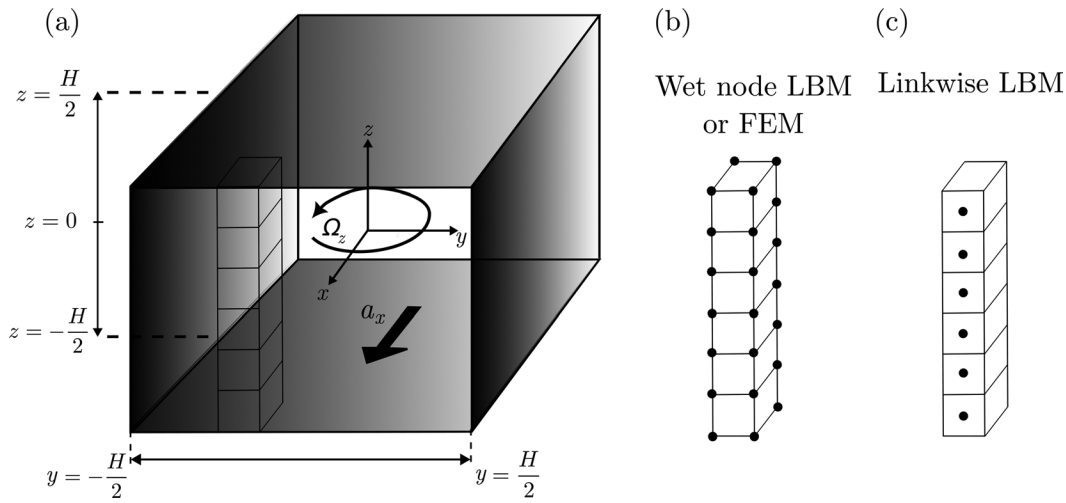 (a)
(b)
(c)
z = H/2
Wet node LBM
or FEM
Linkwise LBM
z
z = 0
Ω_z
y
x
a_x
z = −H/2
y = −H/2
y = H/2